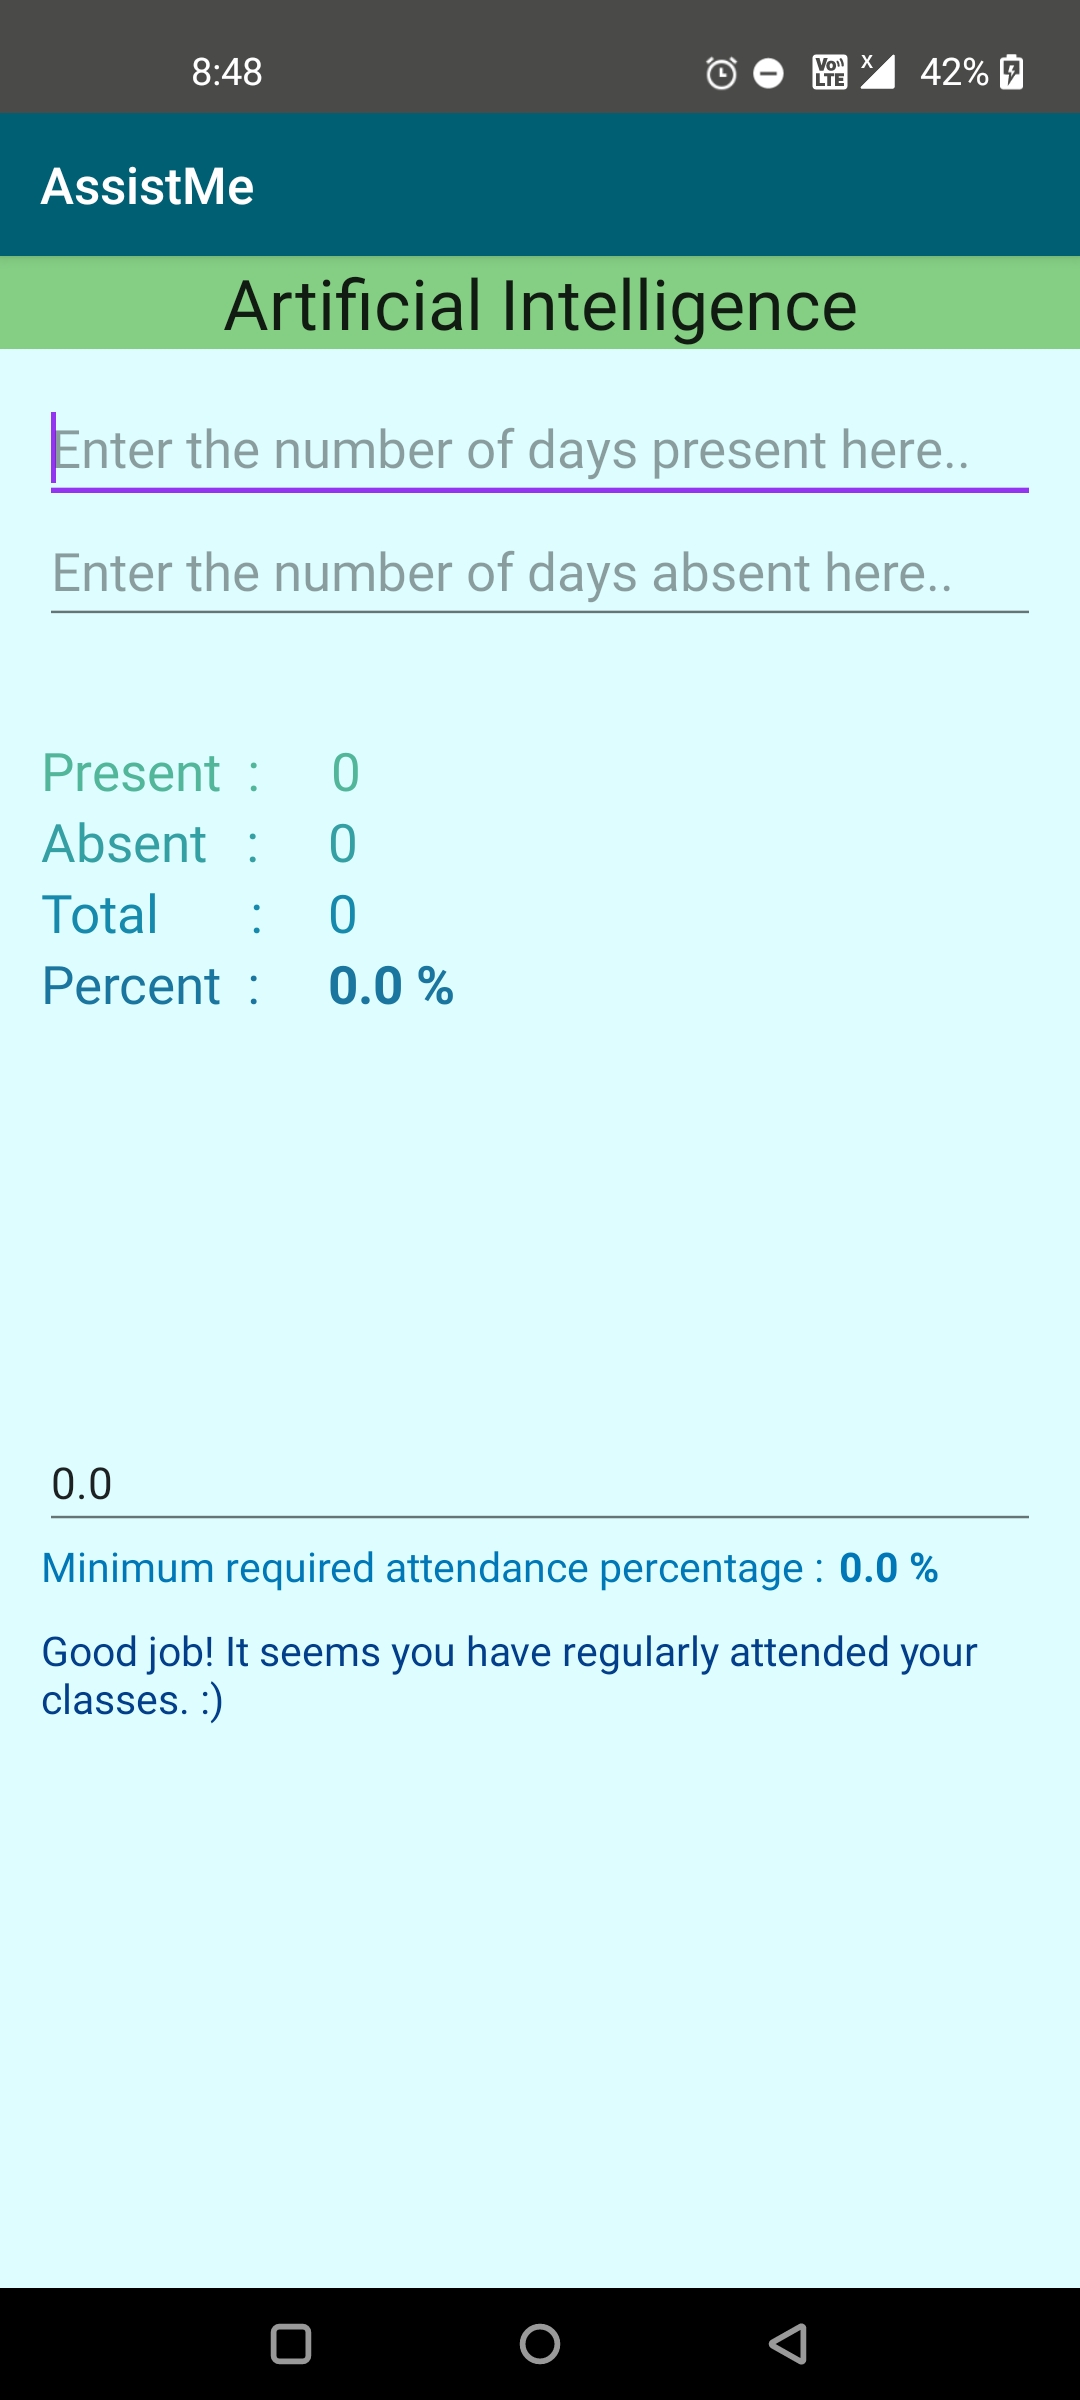 8:48
Vo LTE
X
42%
AssistMe
Artificial Intelligence
Enter the number of days present here..
Enter the number of days absent here..
Present : 0
Absent : 0
Total : 0
Percent : 0.0 %
0.0
Minimum required attendance percentage : 0.0 %
Good job! It seems you have regularly attended your
classes. :)